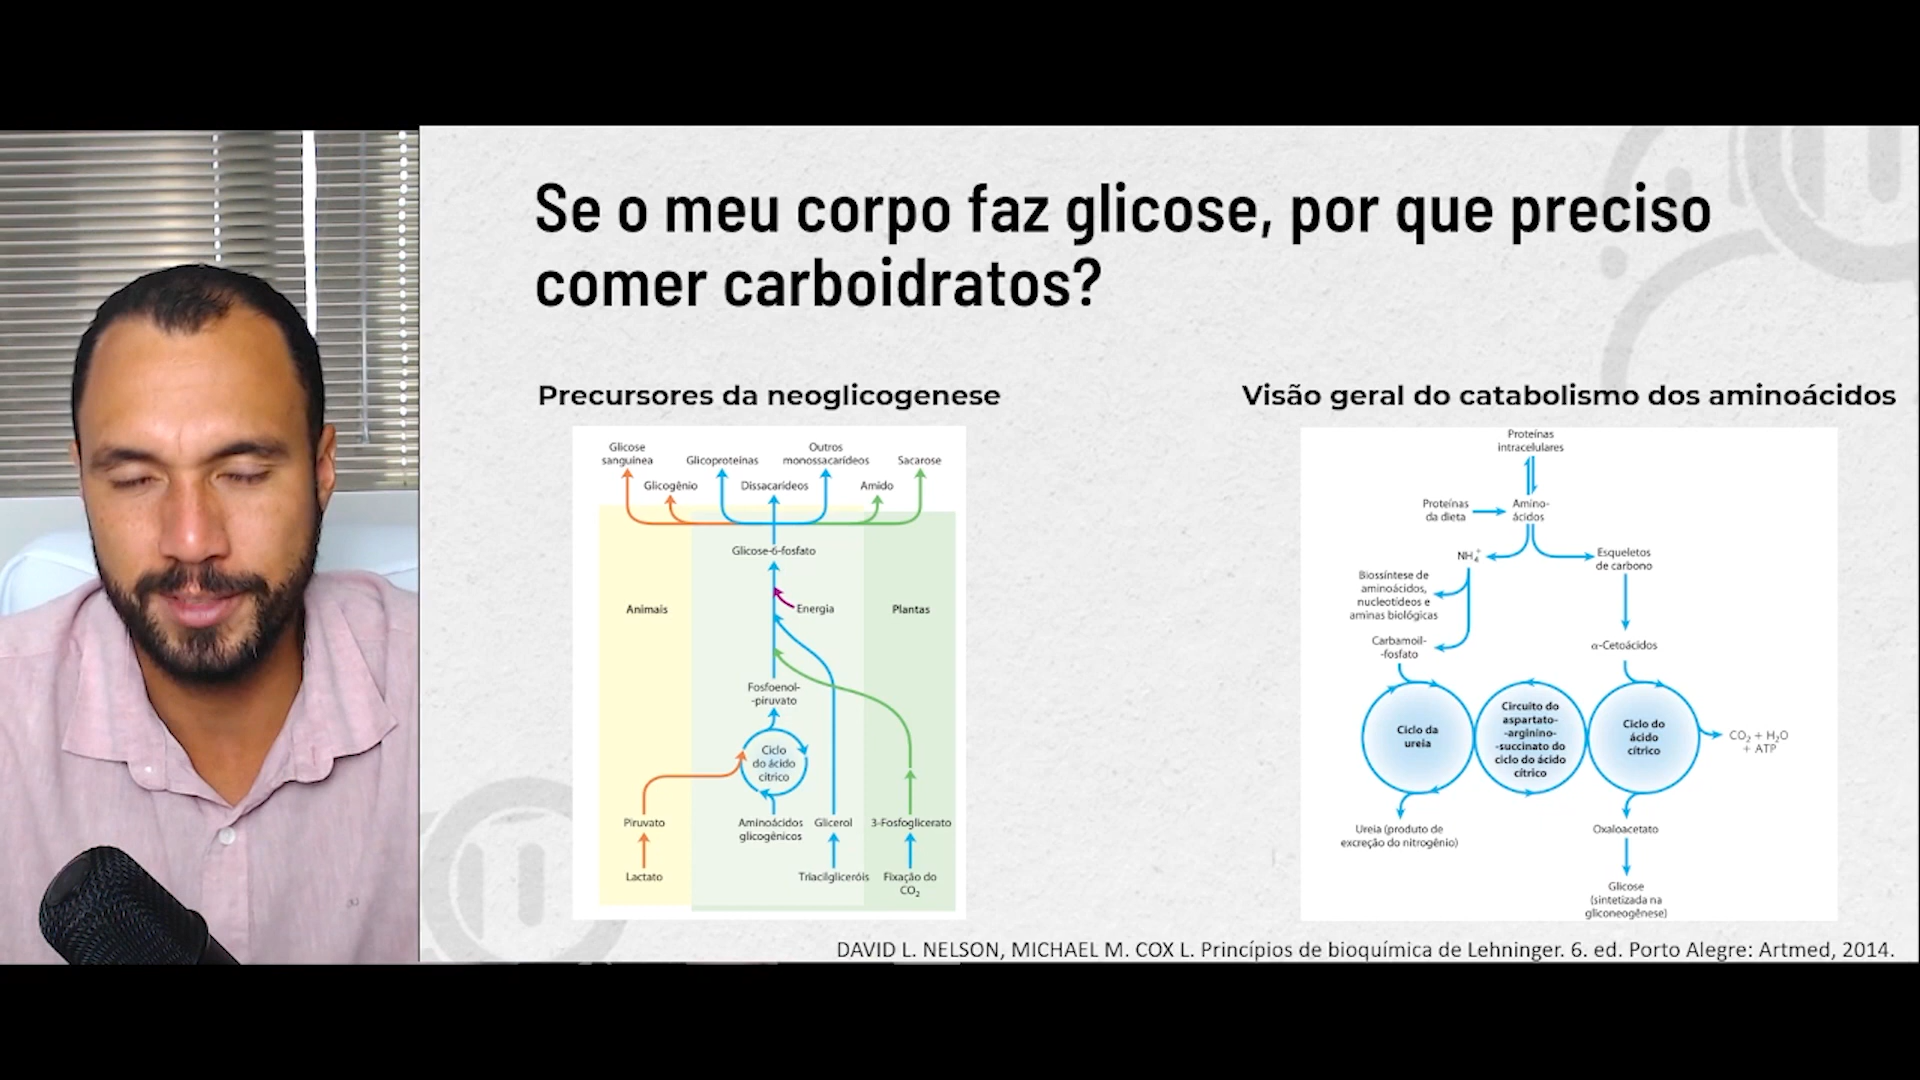 Se o meu corpo faz glicose, por que preciso
comer carboidratos?
Precursores da neoglicogenese
Glicose
sanguínea
Glicoproteínas
Outros
monossacarídeos
Sacarose
Glicogênio
Dissacarídeos
Amido
Glicose-6-fosfato
Animais
Energia
Plantas
Fosfoenol-
-piruvato
Ciclo
do ácido
cítrico
Piruvato
Aminoácidos
glicogênicos
Glicerol
3-Fosfoglicerato
Lactato
Triacilgliceróis
Fixação do
CO2
Visão geral do catabolismo dos aminoácidos
Proteínas
intracelulares
Proteínas
da dieta
Amino-
ácidos
NH4+
Esqueletos
de carbono
Biossíntese de
aminoácidos,
nucleotídeos e
aminas biológicas
Carbamoil-
-fosfato
α-Cetoácidos
Ciclo da
ureia
Circuito do
aspartato-
-arginino-
-succinato do
ciclo do ácido
cítrico
Ciclo do
ácido
cítrico
CO2 + H2O
+ ATP
Ureia (produto de
excreção do nitrogênio)
Oxaloacetato
Glicose
(sintetizada na
gliconeogênese)
DAVID L. NELSON, MICHAEL M. COX L. Princípios de bioquímica de Lehninger. 6. ed. Porto Alegre: Artmed, 2014.